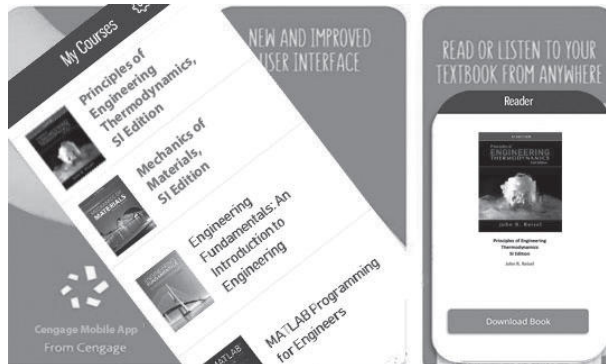 My Courses
Principles of
Engineering
Thermodynamics,
SI Edition
Mechanics of
Materials,
SI Edition
Engineering
Fundamentals: An
Introduction to
Engineering
MATLAB Programming
for Engineers
Cengage Mobile App
From Cengage
NEW AND IMPROVED
USER INTERFACE
READ OR LISTEN TO YOUR
TEXTBOOK FROM ANYWHERE
Reader
Principles of
ENGINEERING
THERMODYNAMICS
John R. Reisel
Principles of Engineering
Thermodynamics
SI Edition
John R. Reisel
Download Book
MATERIALS
MATLAB